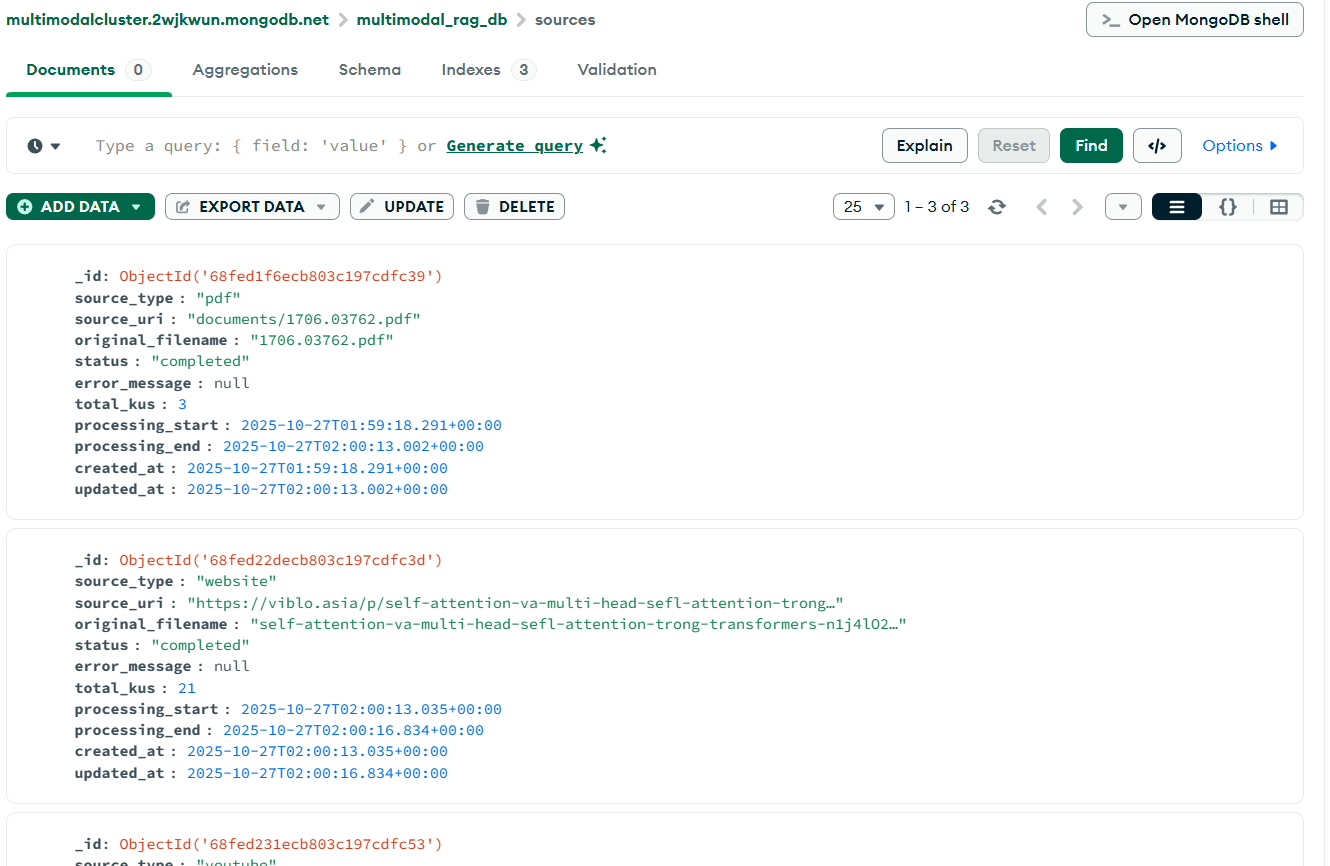 multimodalcluster.2wjkwun.mongodb.net > multimodal_rag_db > sources
>_ Open MongoDB shell
Documents 0 Aggregations Schema Indexes 3 Validation
Type a query: { field: 'value' } or Generate query
Explain Reset Find </> Options
ADD DATA EXPORT DATA UPDATE DELETE
25 1 – 3 of 3 {}
_id: ObjectId('68fed1f6ecb803c197cdfc39')
source_type : "pdf"
source_uri : "documents/1706.03762.pdf"
original_filename : "1706.03762.pdf"
status : "completed"
error_message : null
total_kus : 3
processing_start : 2025-10-27T01:59:18.291+00:00
processing_end : 2025-10-27T02:00:13.002+00:00
created_at : 2025-10-27T01:59:18.291+00:00
updated_at : 2025-10-27T02:00:13.002+00:00
_id: ObjectId('68fed22decb803c197cdfc3d')
source_type : "website"
source_uri : "https://viblo.asia/p/self-attention-va-multi-head-sefl-attention-trong…"
original_filename : "self-attention-va-multi-head-sefl-attention-trong-transformers-n1j4lO2…"
status : "completed"
error_message : null
total_kus : 21
processing_start : 2025-10-27T02:00:13.035+00:00
processing_end : 2025-10-27T02:00:16.834+00:00
created_at : 2025-10-27T02:00:13.035+00:00
updated_at : 2025-10-27T02:00:16.834+00:00
_id: ObjectId('68fed231ecb803c197cdfc53')
source_type : "youtube"